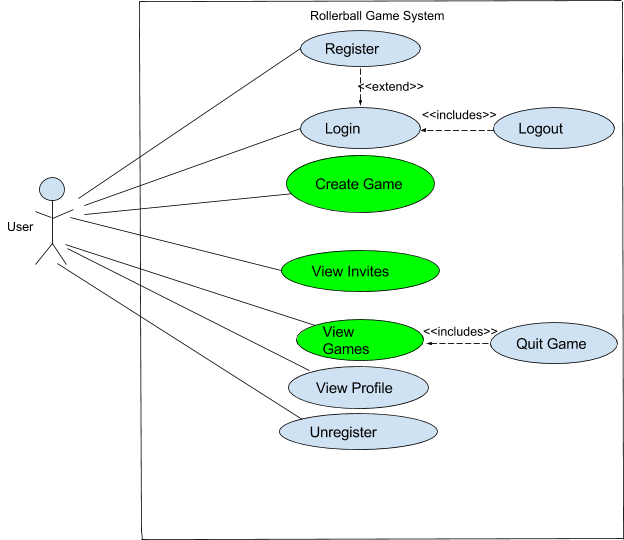 Rollerball Game System
Register
<<extend>>
<<includes>>
Login
Logout
Create Game
User
View Invites
View
Games
<<includes>>
Quit Game
View Profile
Unregister